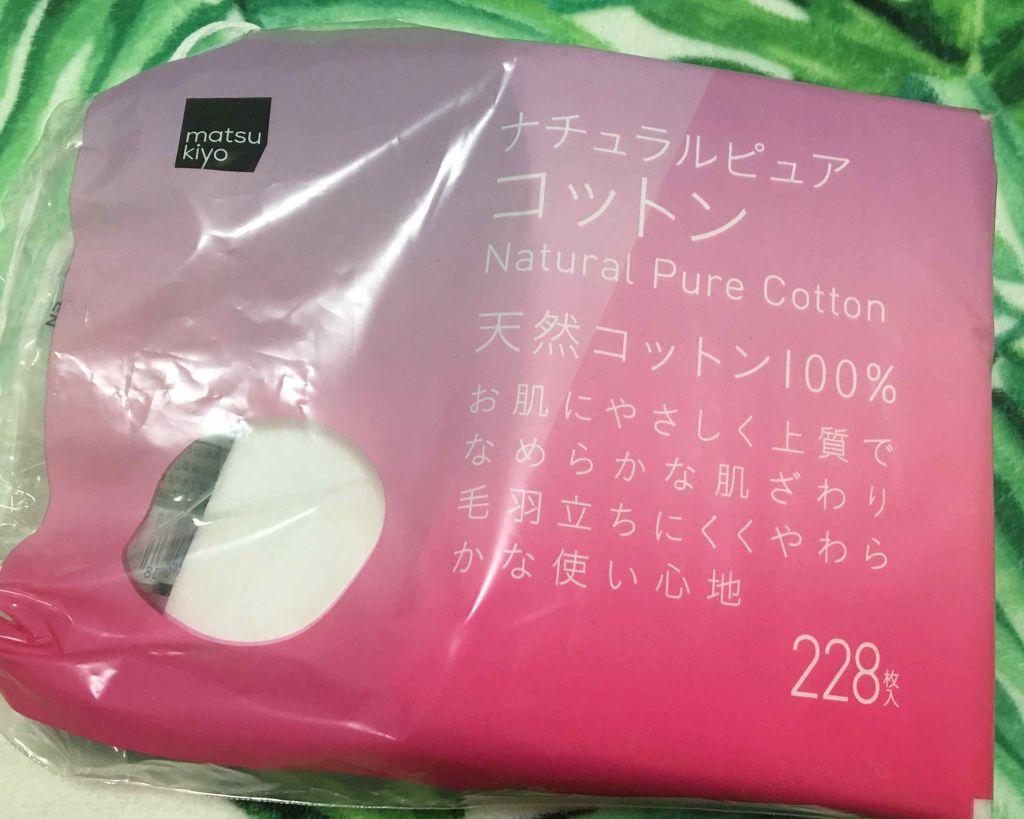 matsu
kiyo
ナチュラルピュア
コットン
Natural Pure Cotton
天然コットン100%
お肌にやさしく上質で
なめらかな肌ざわり
毛羽立ちにくくやわら
かな使い心地
228枚入